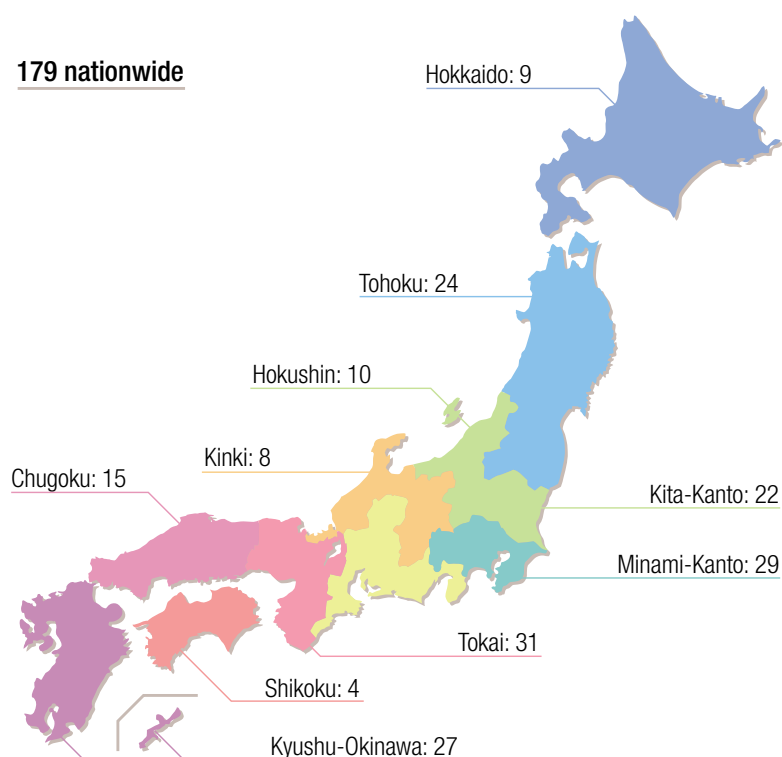 179 nationwide
Hokkaido: 9
Tohoku: 24
Hokushin: 10
Kinki: 8
Chugoku: 15
Kita-Kanto: 22
Minami-Kanto: 29
Tokai: 31
Shikoku: 4
Kyushu-Okinawa: 27